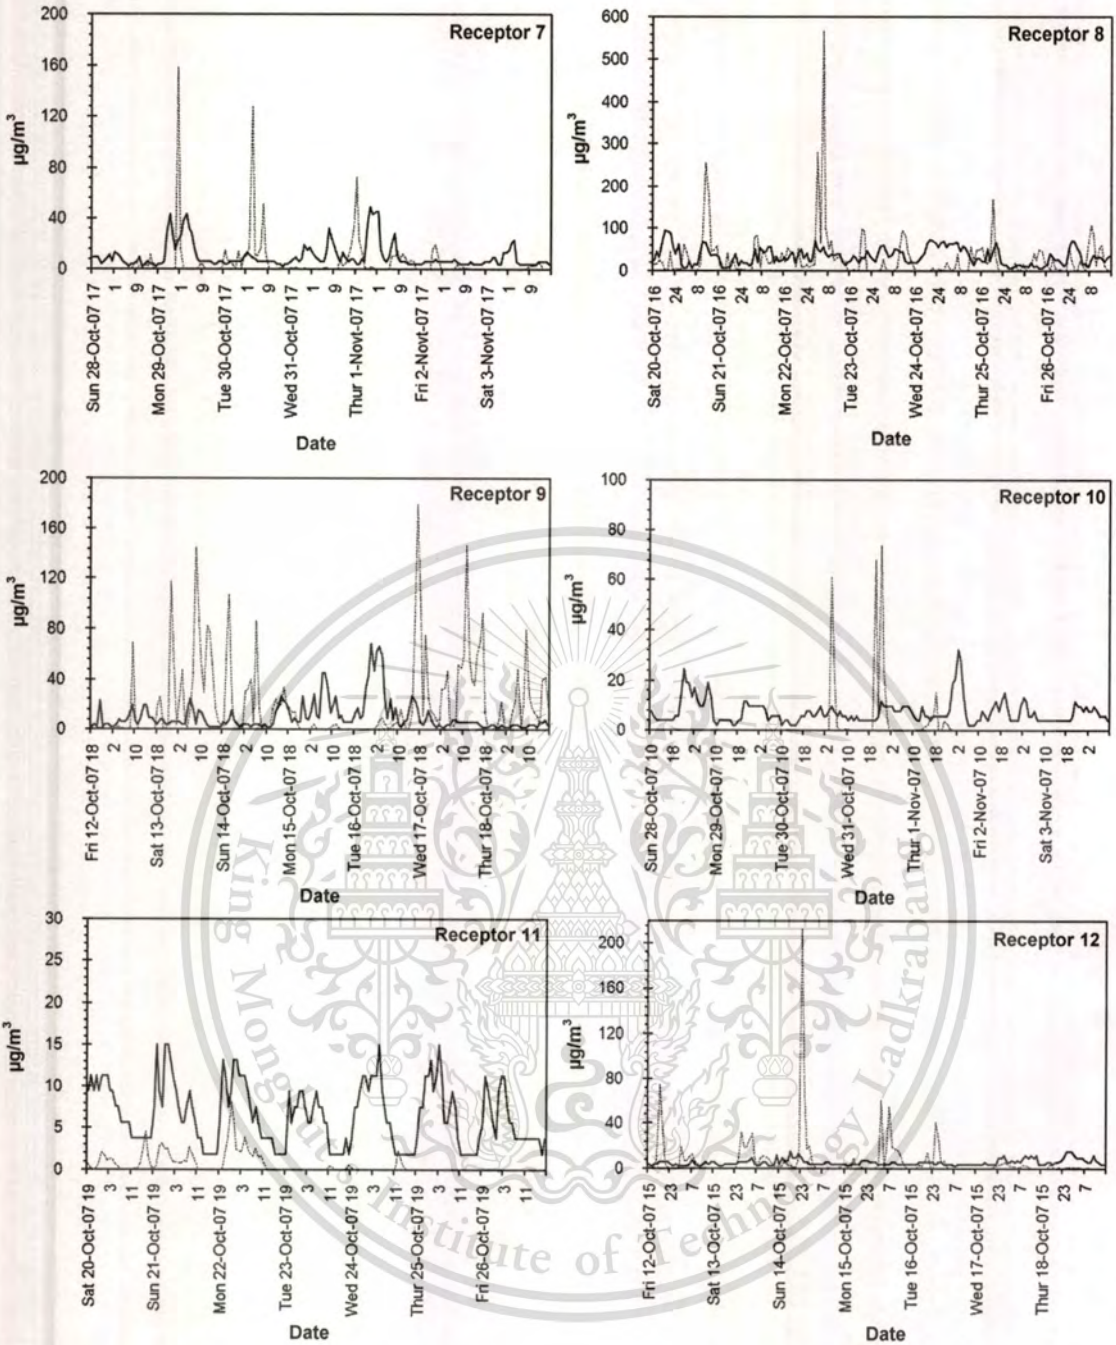 Receptor 7
200
160
120
80
40
0
µg/m³
Sun 28-Oct-07 17
1
9
Mon 29-Oct-07 17
1
9
Tue 30-Oct-07 17
1
9
Wed 31-Oct-07 17
1
9
Thur 1-Novt-07 17
1
9
Fri 2-Novt-07 17
1
9
Sat 3-Novt-07 17
1
9
Date
Receptor 8
600
500
400
300
200
100
0
µg/m³
Sat 20-Oct-07 16
24
8
Sun 21-Oct-07 16
24
8
Mon 22-Oct-07 16
24
8
Tue 23-Oct-07 16
24
8
Wed 24-Oct-07 16
24
8
Thur 25-Oct-07 16
24
8
Fri 26-Oct-07 16
24
8
Date
Receptor 9
200
160
120
80
40
0
µg/m³
Fri 12-Oct-07 18
2
10
Sat 13-Oct-07 18
2
10
Sun 14-Oct-07 18
2
10
Mon 15-Oct-07 18
2
10
Tue 16-Oct-07 18
2
10
Wed 17-Oct-07 18
2
10
Thur 18-Oct-07 18
2
10
Date
Receptor 10
100
80
60
40
20
0
µg/m³
Sun 28-Oct-07 10
18
2
Mon 29-Oct-07 10
18
2
Tue 30-Oct-07 10
18
2
Wed 31-Oct-07 10
18
2
Thur 1-Nov-07 10
18
2
Fri 2-Nov-07 10
18
2
Sat 3-Nov-07 10
18
2
Date
Receptor 11
30
25
20
15
10
5
0
µg/m³
Sat 20-Oct-07 19
3
11
Sun 21-Oct-07 19
3
11
Mon 22-Oct-07 19
3
11
Tue 23-Oct-07 19
3
11
Wed 24-Oct-07 19
3
11
Thur 25-Oct-07 19
3
11
Fri 26-Oct-07 19
3
11
Date
Receptor 12
200
160
120
80
40
0
µg/m³
Fri 12-Oct-07 15
23
7
Sat 13-Oct-07 15
23
7
Sun 14-Oct-07 15
23
7
Mon 15-Oct-07 15
23
7
Tue 16-Oct-07 15
23
7
Wed 17-Oct-07 15
23
7
Thur 18-Oct-07 15
23
7
Date
King Mongkut's Institute of Technology Ladkrabang